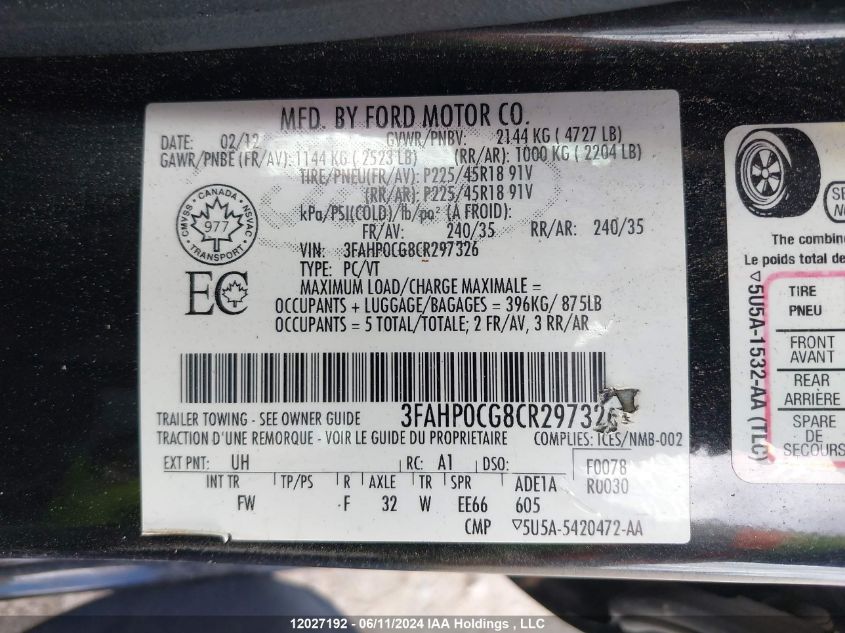 MFD. BY FORD MOTOR CO.
DATE: 02/12 GVWR/PNBV: 2144 KG ( 4727 LB)
GAWR/PNBE (FR/AV): 1144 KG ( 2523 LB) (RR/AR): 1000 KG ( 2204 LB)
TIRE/PNEU(FR/AV): P225/45R18 91V
(RR/AR): P225/45R18 91V
kPa/PSI(COLD)/lb/po² (À FROID):
FR/AV: 240/35 RR/AR: 240/35
VIN: 3FAHP0CG8CR297326
TYPE: PC/VT
MAXIMUM LOAD/CHARGE MAXIMALE =
OCCUPANTS + LUGGAGE/BAGAGES = 396KG/ 875LB
OCCUPANTS = 5 TOTAL/TOTALE; 2 FR/AV, 3 RR/AR
CANADA
CMVSS NSVAC
977
TRANSPORT
EC
3FAHP0CG8CR297326
TRAILER TOWING - SEE OWNER GUIDE
TRACTION D'UNE REMORQUE - VOIR LE GUIDE DU PROPRIETAIRE COMPLIES: ICES/NMB-002
EXT PNT: UH RC: A1 DSO: F0078
R0030
INT TR TP/PS R AXLE TR SPR ADE1A
FW F 32 W EE66 605
CMP ▽5U5A-5420472-AA
SE
The combine
Le poids total de
▽5U5A-1532-AA (TLC)
TIRE
PNEU
FRONT
AVANT
REAR
ARRIÈRE
SPARE
DE
SECOURS
12027192 - 06/11/2024 IAA Holdings , LLC